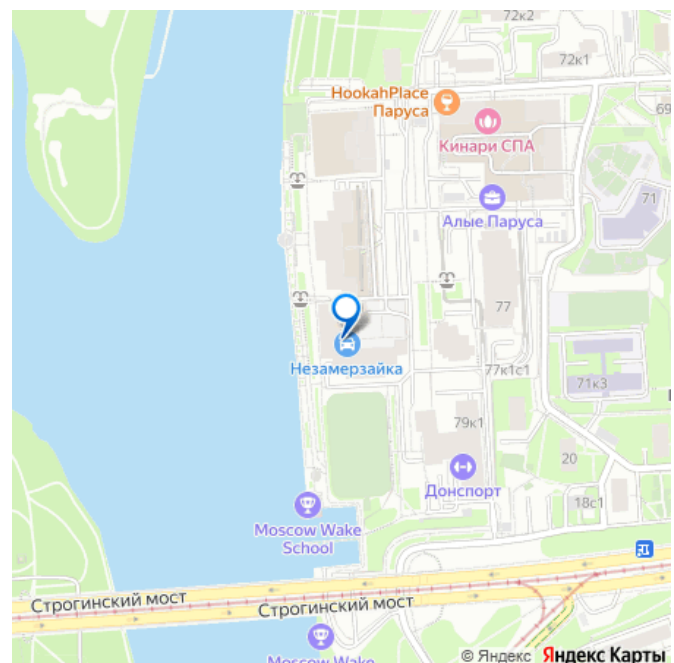 72к2
72к1
HookahPlace
Паруса
69
Кинари СПА
71
Алые Паруса
77
Незамерзайка
77к1с1
71к3
79к1
20
Донспорт
18с1
Moscow Wake
School
Строгинский мост
Строгинский мост
© Яндекс Яндекс Карты
Moscow Wake